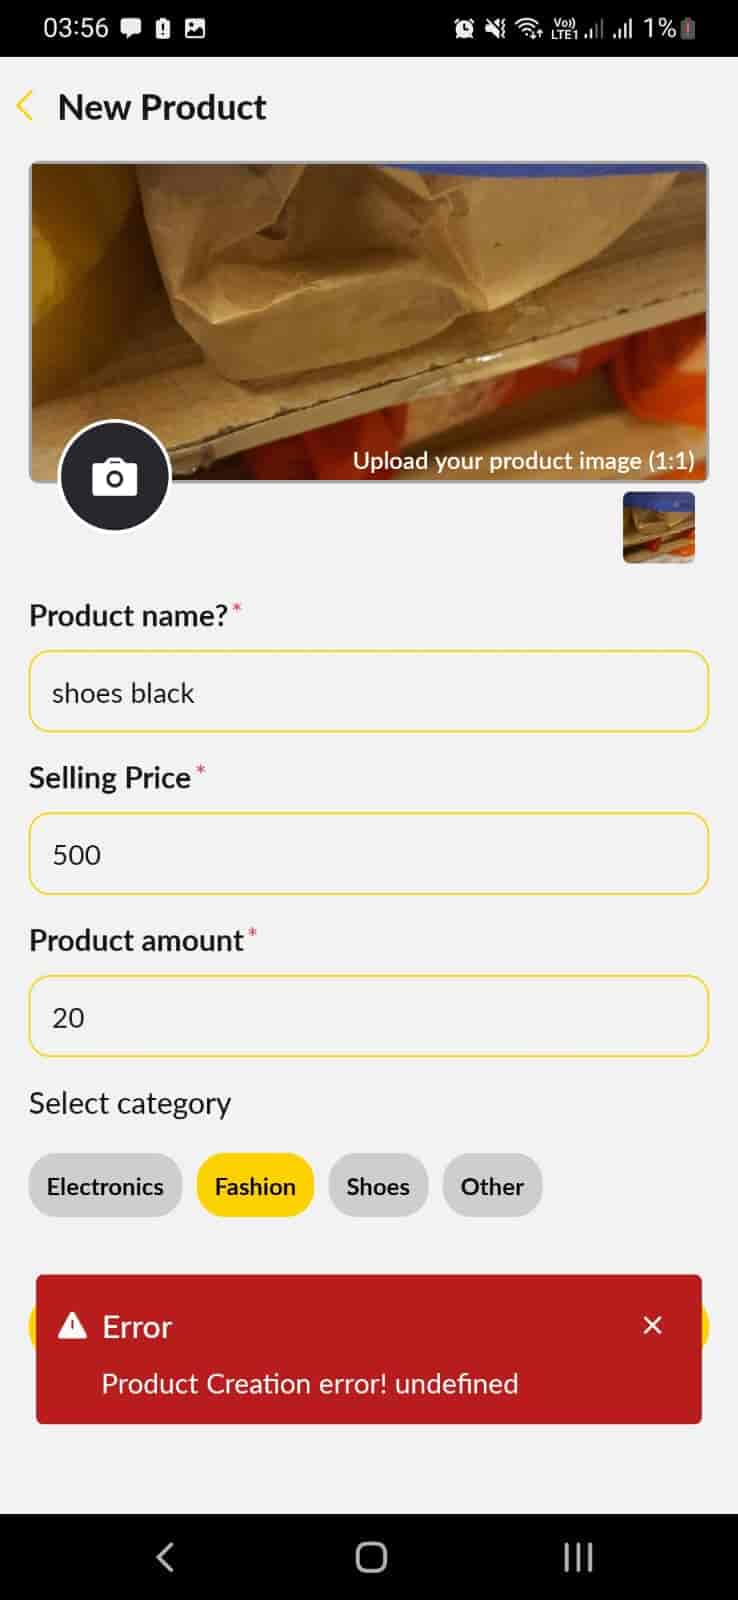 03:56 Vo)) LTE1 1%
New Product
Upload your product image (1:1)
Product name?*
shoes black
Selling Price*
500
Product amount*
20
Select category
Electronics Fashion Shoes Other
Error
Product Creation error! undefined